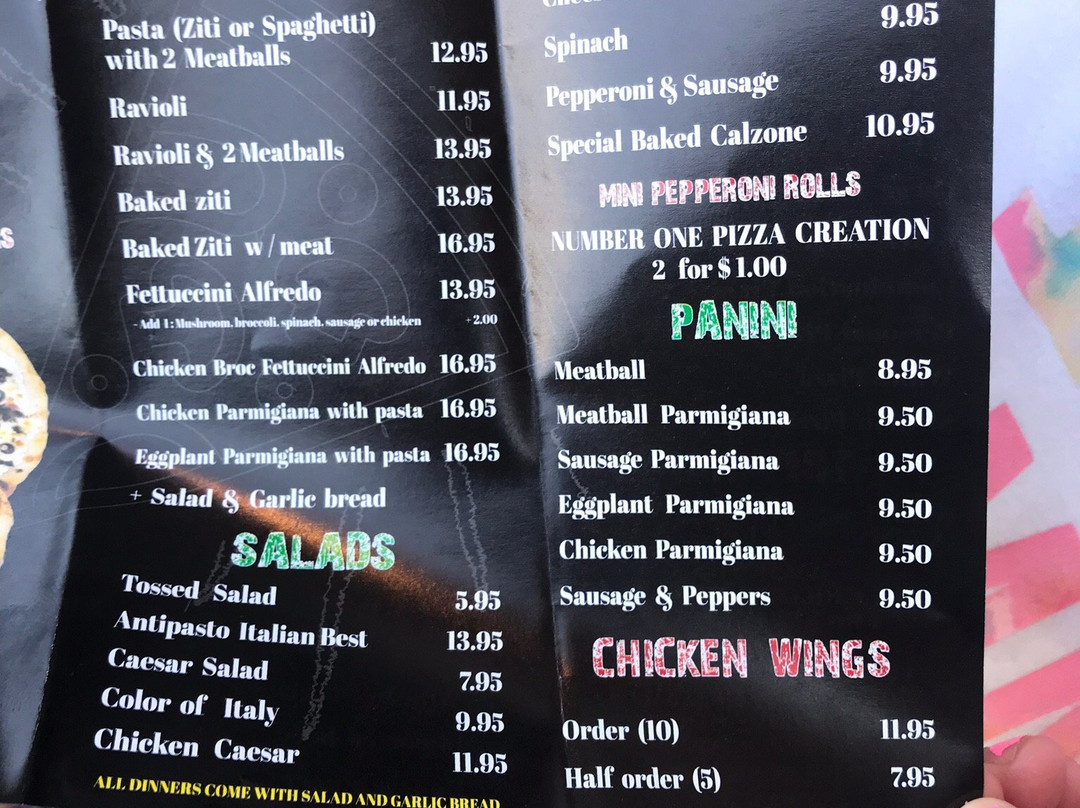 Pasta (Ziti or Spaghetti)
with 2 Meatballs 12.95
Ravioli 11.95
Ravioli & 2 Meatballs 13.95
Baked ziti 13.95
Baked Ziti w / meat 16.95
Fettuccini Alfredo 13.95
- Add 1 : Mushroom, broccoli, spinach, sausage or chicken + 2.00
Chicken Broc Fettuccini Alfredo 16.95
Chicken Parmigiana with pasta 16.95
Eggplant Parmigiana with pasta 16.95
+ Salad & Garlic bread
SALADS
Tossed Salad 5.95
Antipasto Italian Best 13.95
Caesar Salad 7.95
Color of Italy 9.95
Chicken Caesar 11.95
ALL DINNERS COME WITH SALAD AND GARLIC BREAD
9.95
Spinach 9.95
Pepperoni & Sausage
Special Baked Calzone 10.95
MINI PEPPERONI ROLLS
NUMBER ONE PIZZA CREATION
2 for $1.00
PANINI
Meatball 8.95
Meatball Parmigiana 9.50
Sausage Parmigiana 9.50
Eggplant Parmigiana 9.50
Chicken Parmigiana 9.50
Sausage & Peppers 9.50
CHICKEN WINGS
Order (10) 11.95
Half order (5) 7.95